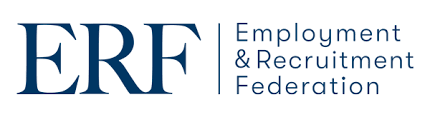 ERF
Employment
& Recruitment
Federation